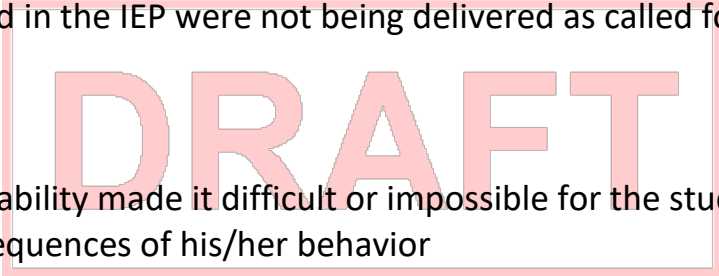 d in the IEP were not being delivered as called fo
DRAFT
ability made it difficult or impossible for the stu
equences of his/her behavior